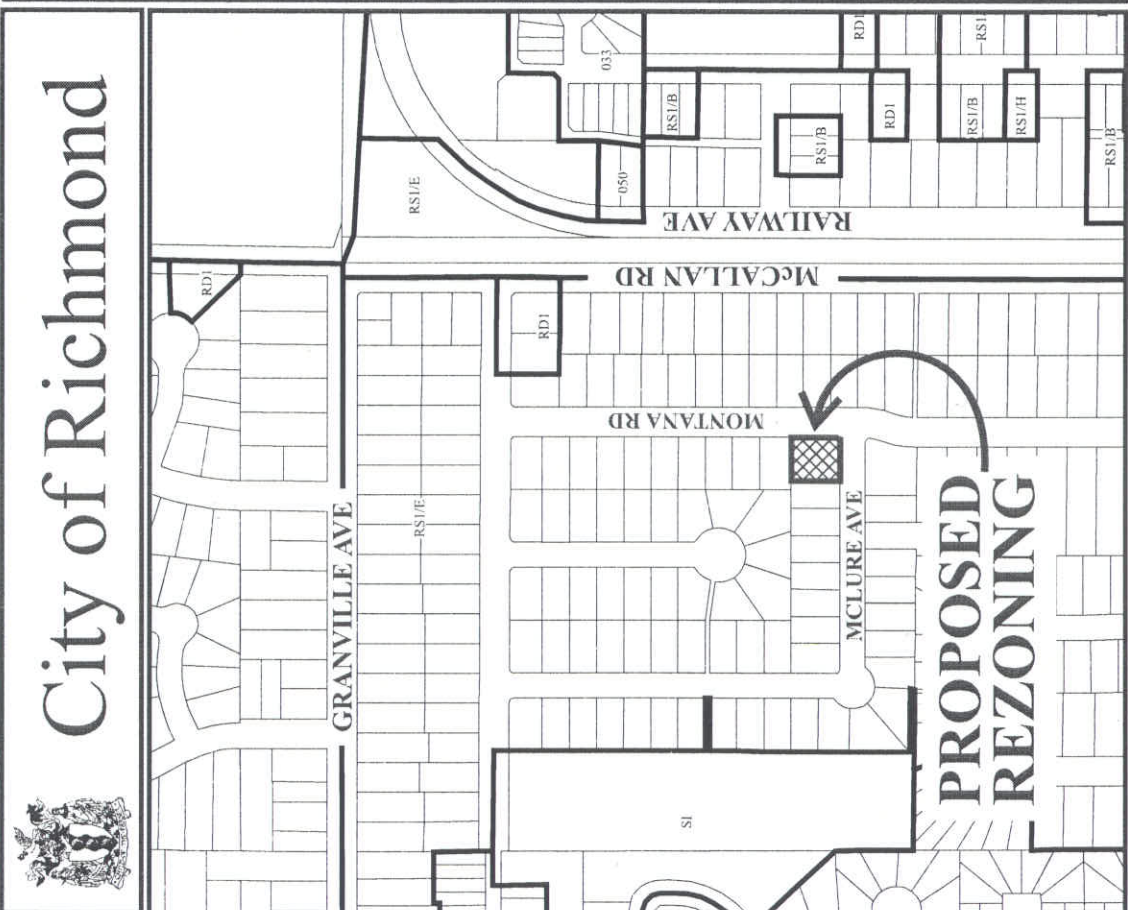 City of Richmond
RD1
GRANVILLE AVE
RS1/E
RS1/E
RD1
033
050
SI
MONTANA RD
McCALLAN RD
RAILWAY AVE
RS1/B
RS1/B
MCLURE AVE
RD1
RD1
PROPOSED
REZONING
RS1/B
RS1
RS1/H
RS1/B